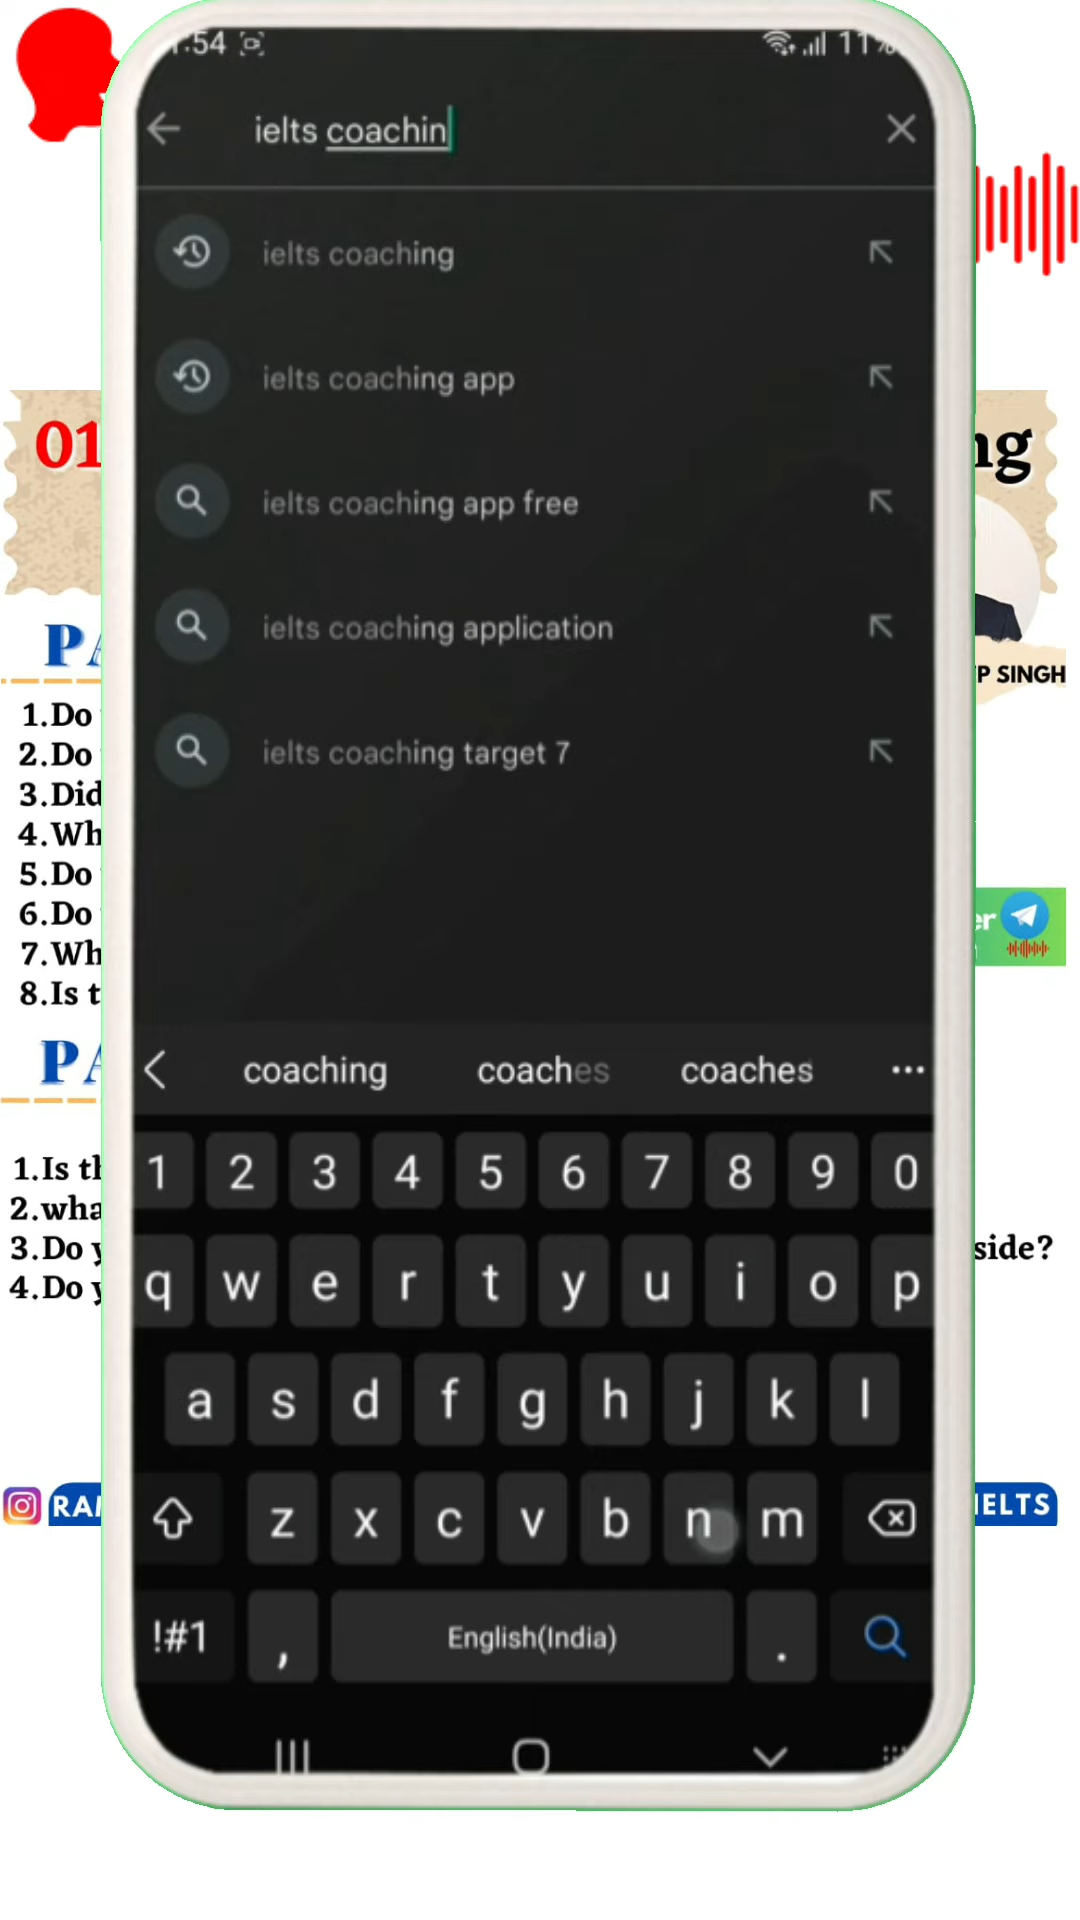 :54 11%
ielts coachin
ielts coaching
ielts coaching app
ielts coaching app free
ielts coaching application
ielts coaching target 7
01
ng
P SINGH
1.Do
2.Do
3.Did
4.Wh
5.Do
6.Do
7.Wh
8.Is t
er
coaching coaches coaches
1 2 3 4 5 6 7 8 9 0
q w e r t y u i o p
a s d f g h j k l
z x c v b n m
!#1 , English(India) .
PA
PA
1.Is th
2.wha
3.Do y side?
4.Do y
RAI IELTS